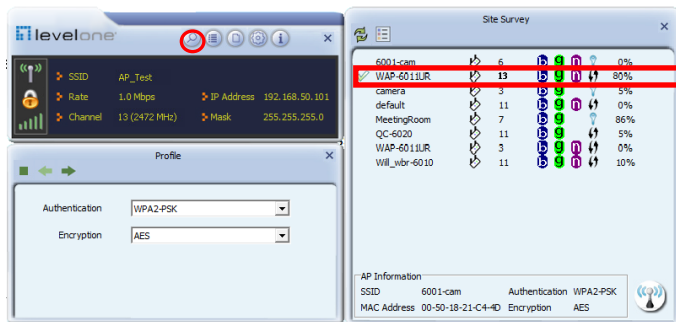 levelone
SSID AP_Test
Rate 1.0 Mbps IP Address 192.168.50.101
Channel 13 (2472 MHz) Mask 255.255.255.0
Profile
Authentication WPA2-PSK
Encryption AES
Site Survey
6001-cam 6 b g n 0%
WAP-6011UR 13 b g n 80%
camera 3 b g n 5%
default 11 b g n 0%
MeetingRoom 7 b g 86%
QC-6020 11 b g 5%
WAP-6011UR 3 b g n 0%
Will_wbr-6010 11 b g n 10%
AP Information
SSID 6001-cam Authentication WPA2-PSK
MAC Address 00-50-18-21-C4-4D Encryption AES